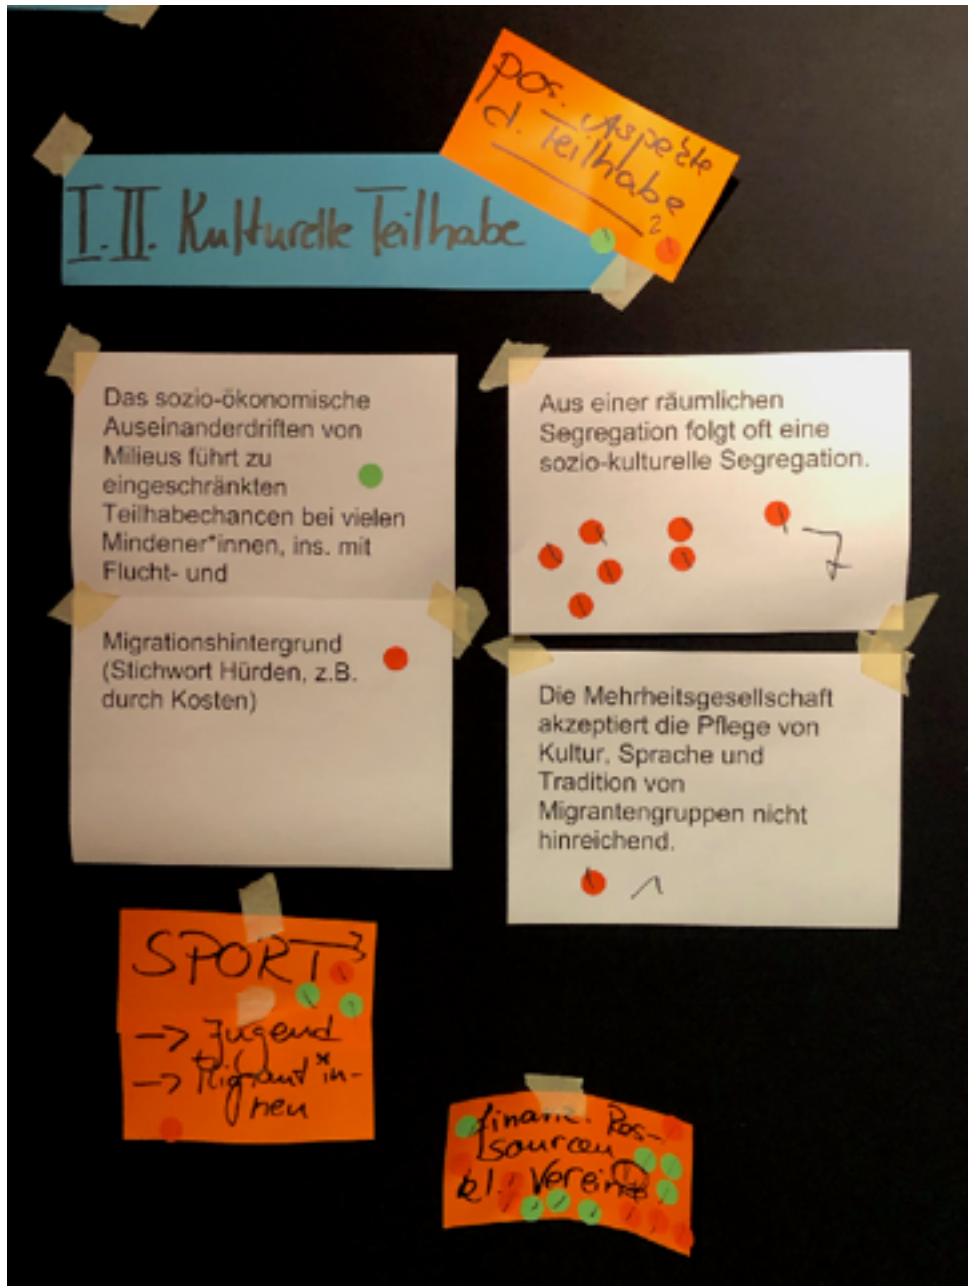 pos. Aspekte
d. Teilhabe
2
I.II. Kulturelle Teilhabe
Das sozio-ökonomische
Auseinanderdriften von
Milieus führt zu
eingeschränkten
Teilhabechancen bei vielen
Mindener*innen, ins. mit
Flucht- und
Migrationshintergrund
(Stichwort Hürden, z.B.
durch Kosten)
Aus einer räumlichen
Segregation folgt oft eine
sozio-kulturelle Segregation.
7
Die Mehrheitsgesellschaft
akzeptiert die Pflege von
Kultur, Sprache und
Tradition von
Migrantengruppen nicht
hinreichend.
1
SPORT
-> Jugend
-> Migrant*in-
nen
finanz. Res-
sourcen
kl. Vereine